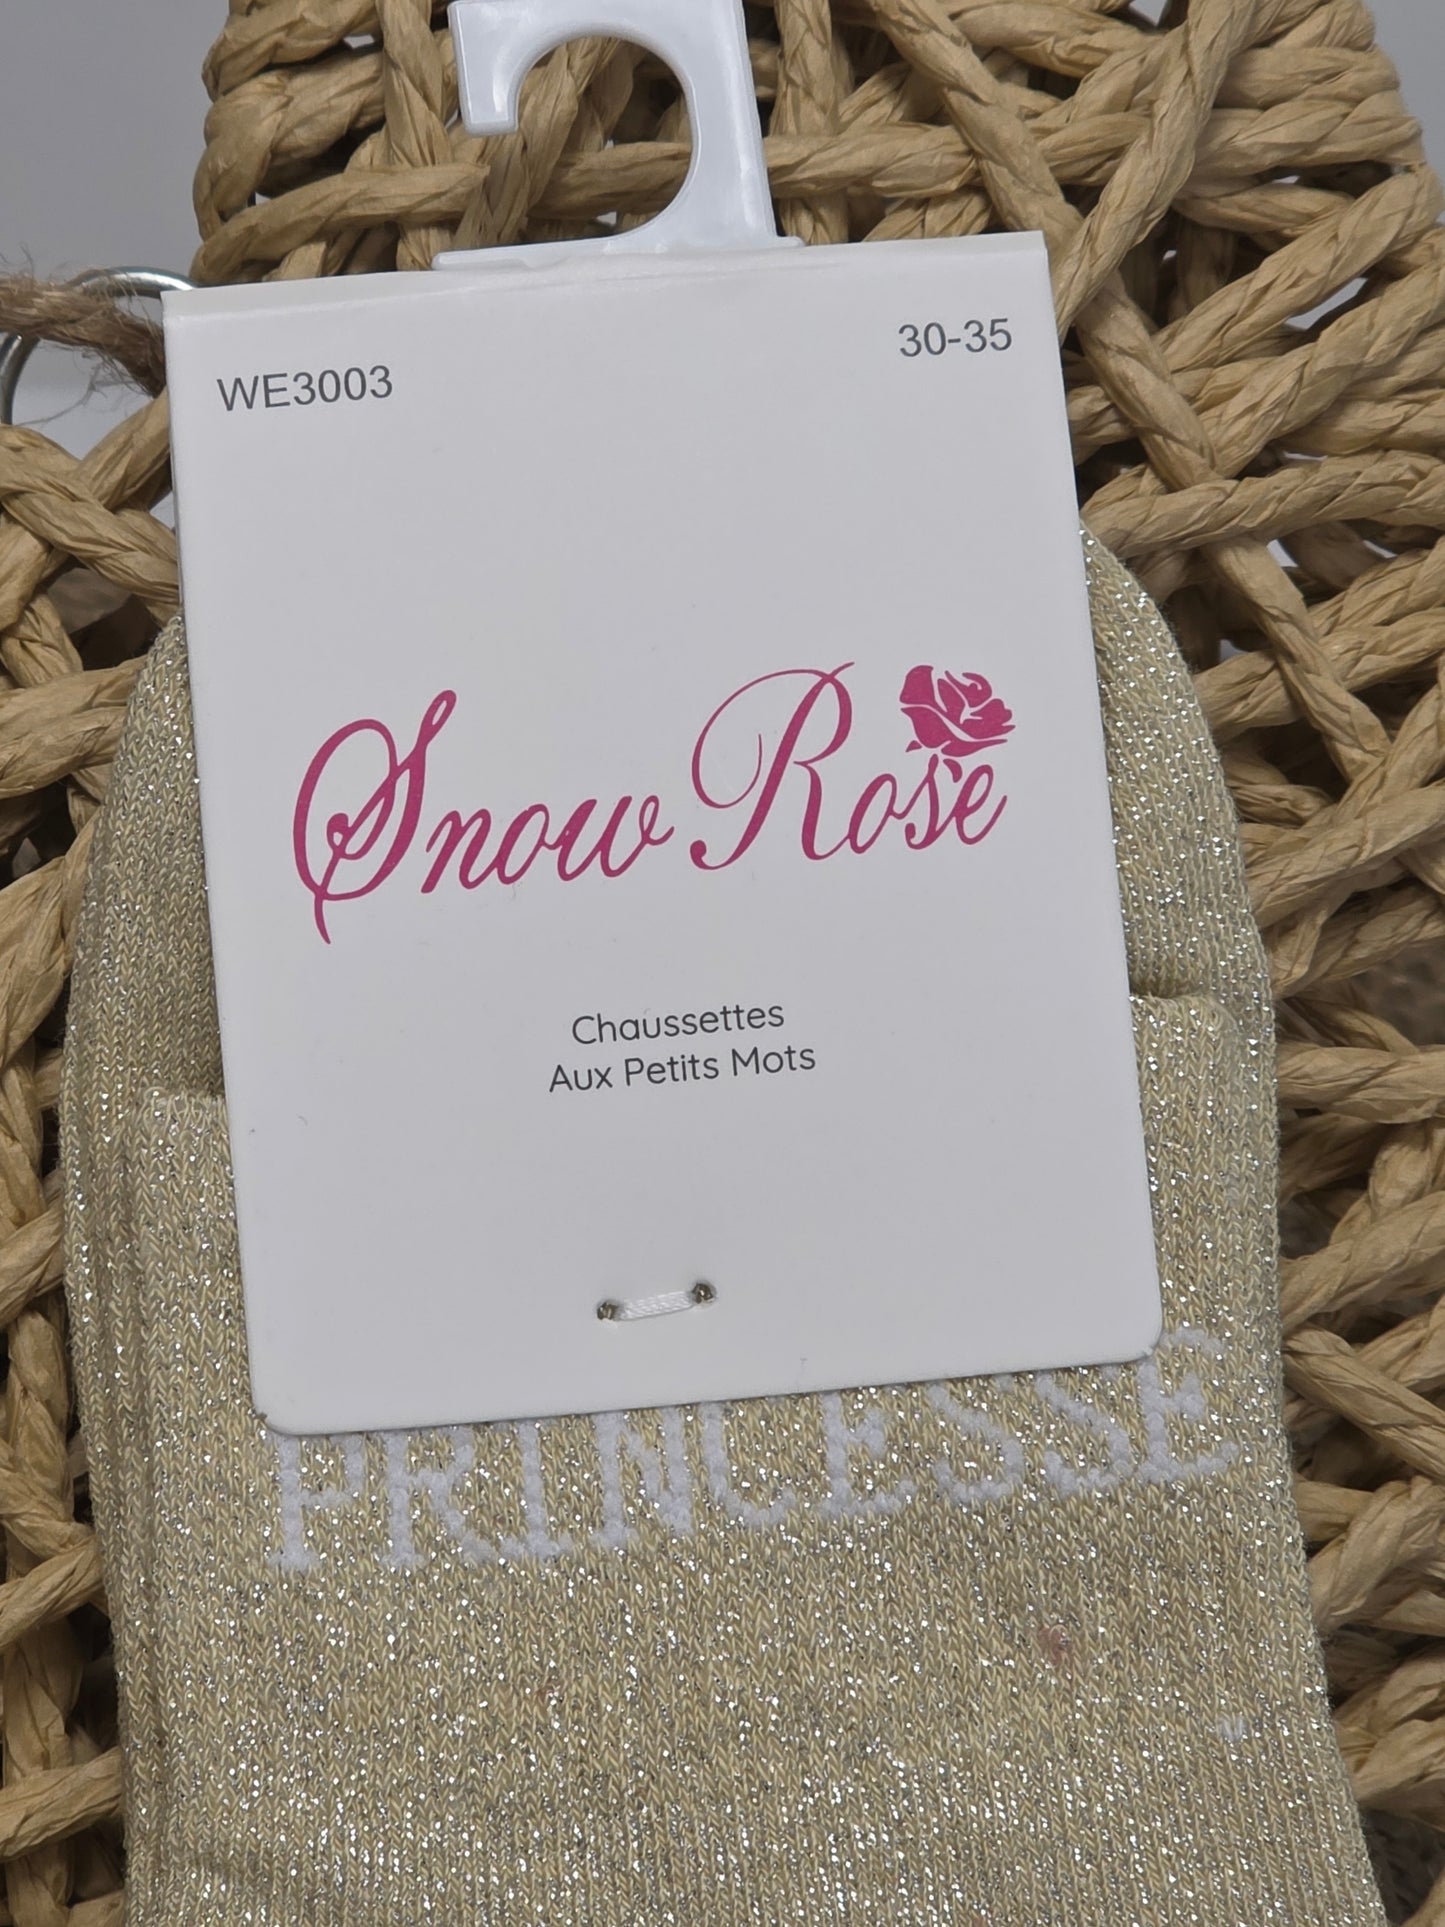 WE3003
30-35
Snow Rose
Chaussettes
Aux Petits Mots
PRINCESSE